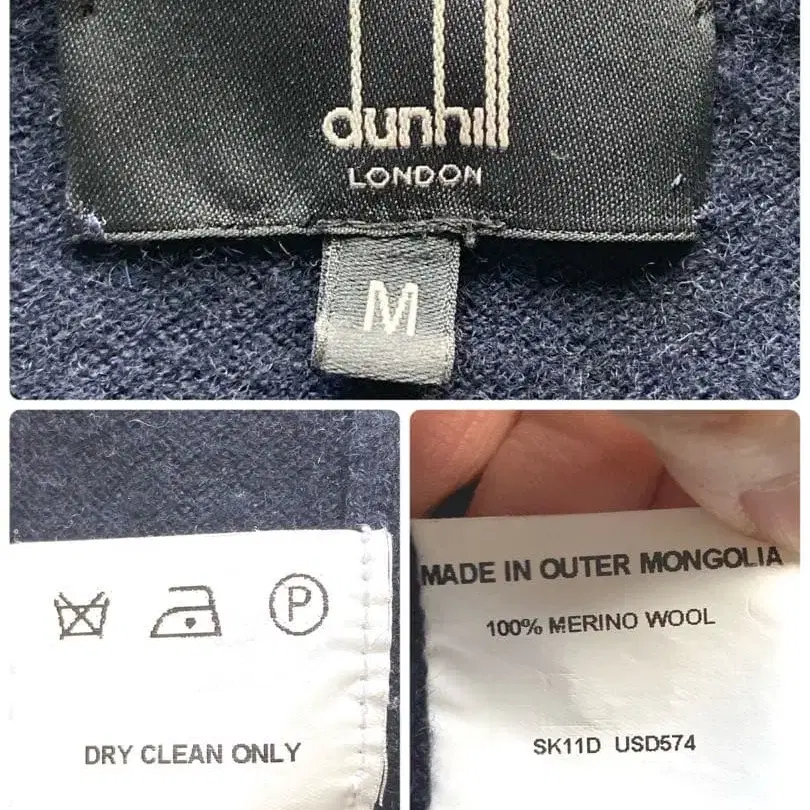 dunhill
LONDON
M
P
DRY CLEAN ONLY
MADE IN OUTER MONGOLIA
100% MERINO WOOL
SK11D USD574